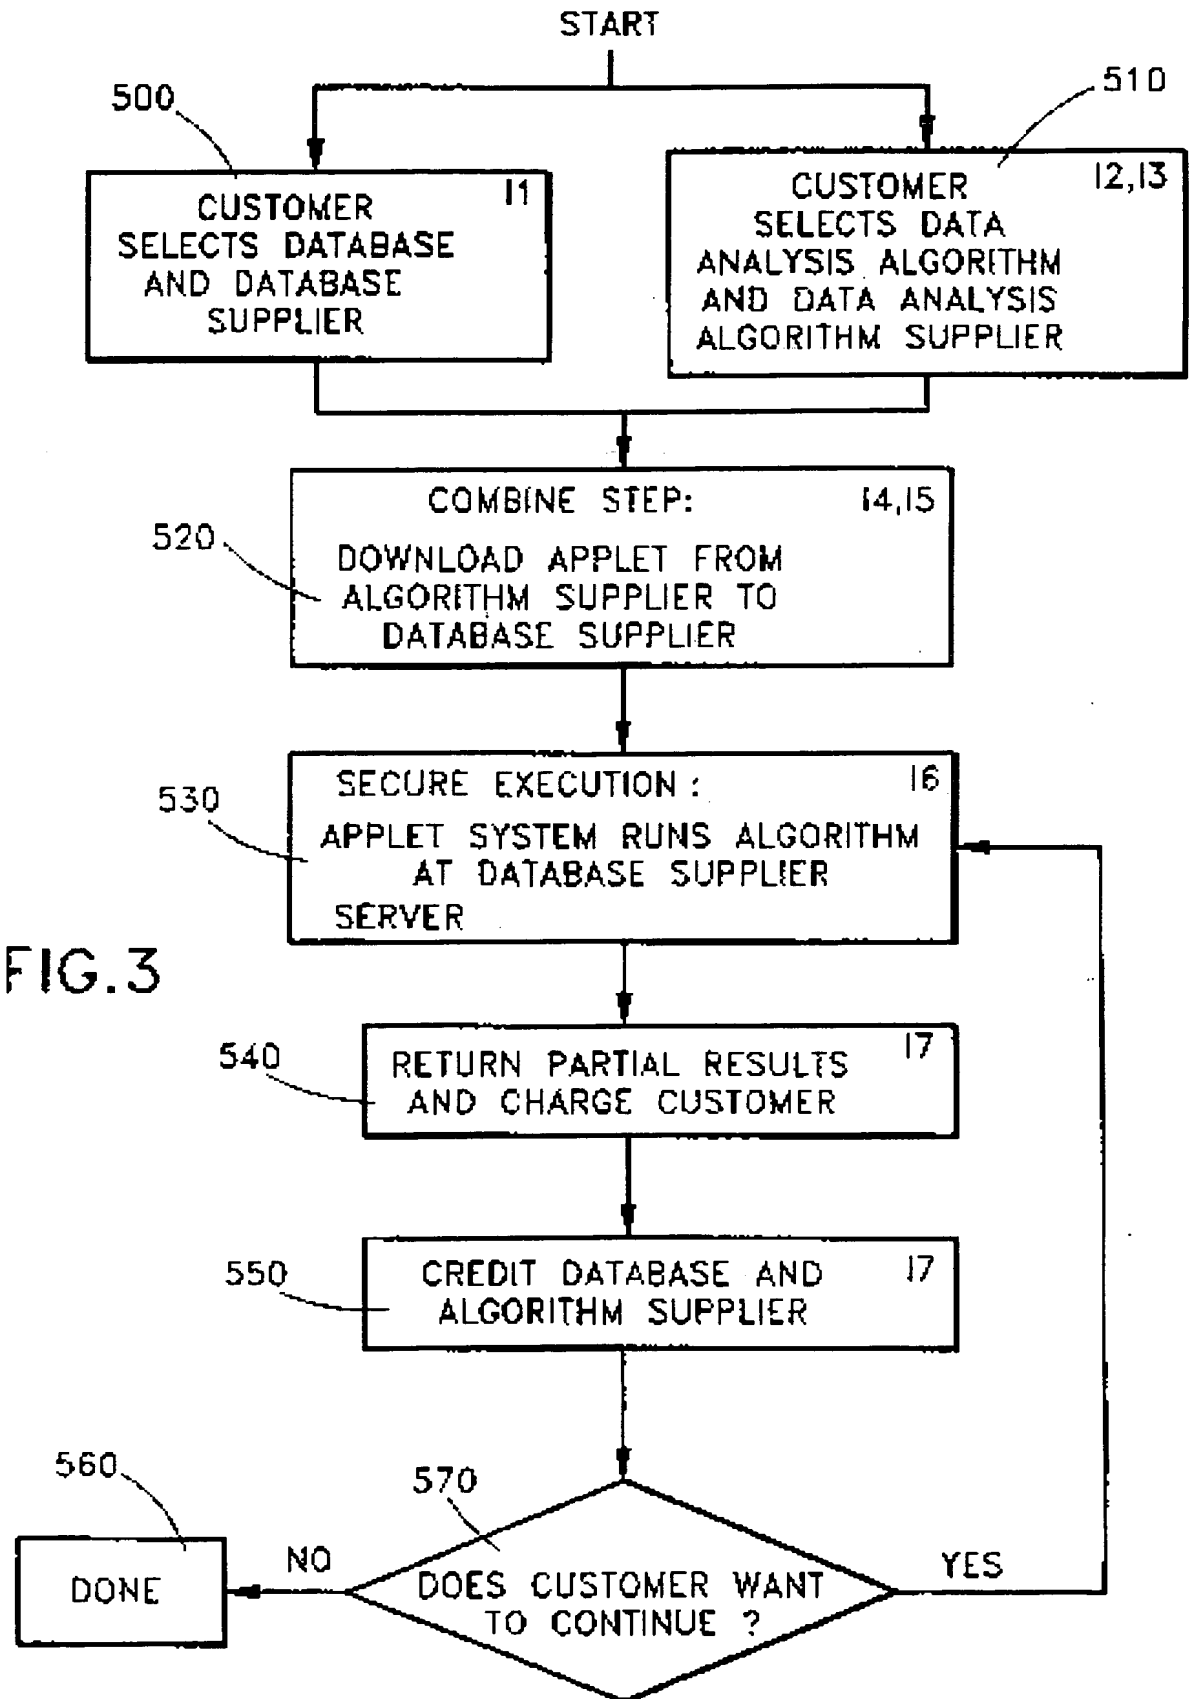 START
500
510
11
CUSTOMER
SELECTS DATABASE
AND DATABASE
SUPPLIER
12,13
CUSTOMER
SELECTS DATA
ANALYSIS ALGORITHM
AND DATA ANALYSIS
ALGORITHM SUPPLIER
COMBINE STEP:
14,15
520
DOWNLOAD APPLET FROM
ALGORITHM SUPPLIER TO
DATABASE SUPPLIER
SECURE EXECUTION :
16
530
APPLET SYSTEM RUNS ALGORITHM
AT DATABASE SUPPLIER
SERVER
FIG.3
17
540
RETURN PARTIAL RESULTS
AND CHARGE CUSTOMER
17
550
CREDIT DATABASE AND
ALGORITHM SUPPLIER
560
570
DONE
NO
DOES CUSTOMER WANT
TO CONTINUE ?
YES